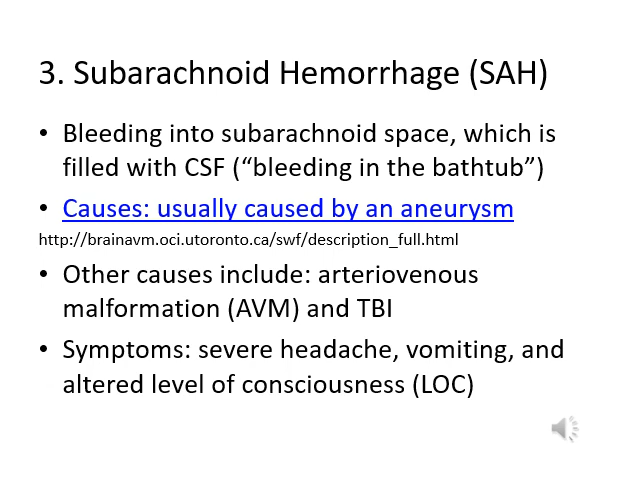 3. Subarachnoid Hemorrhage (SAH)
• Bleeding into subarachnoid space, which is
filled with CSF (“bleeding in the bathtub”)
• Causes: usually caused by an aneurysm
http://brainavm.oci.utoronto.ca/swf/description_full.html
• Other causes include: arteriovenous
malformation (AVM) and TBI
• Symptoms: severe headache, vomiting, and
altered level of consciousness (LOC)